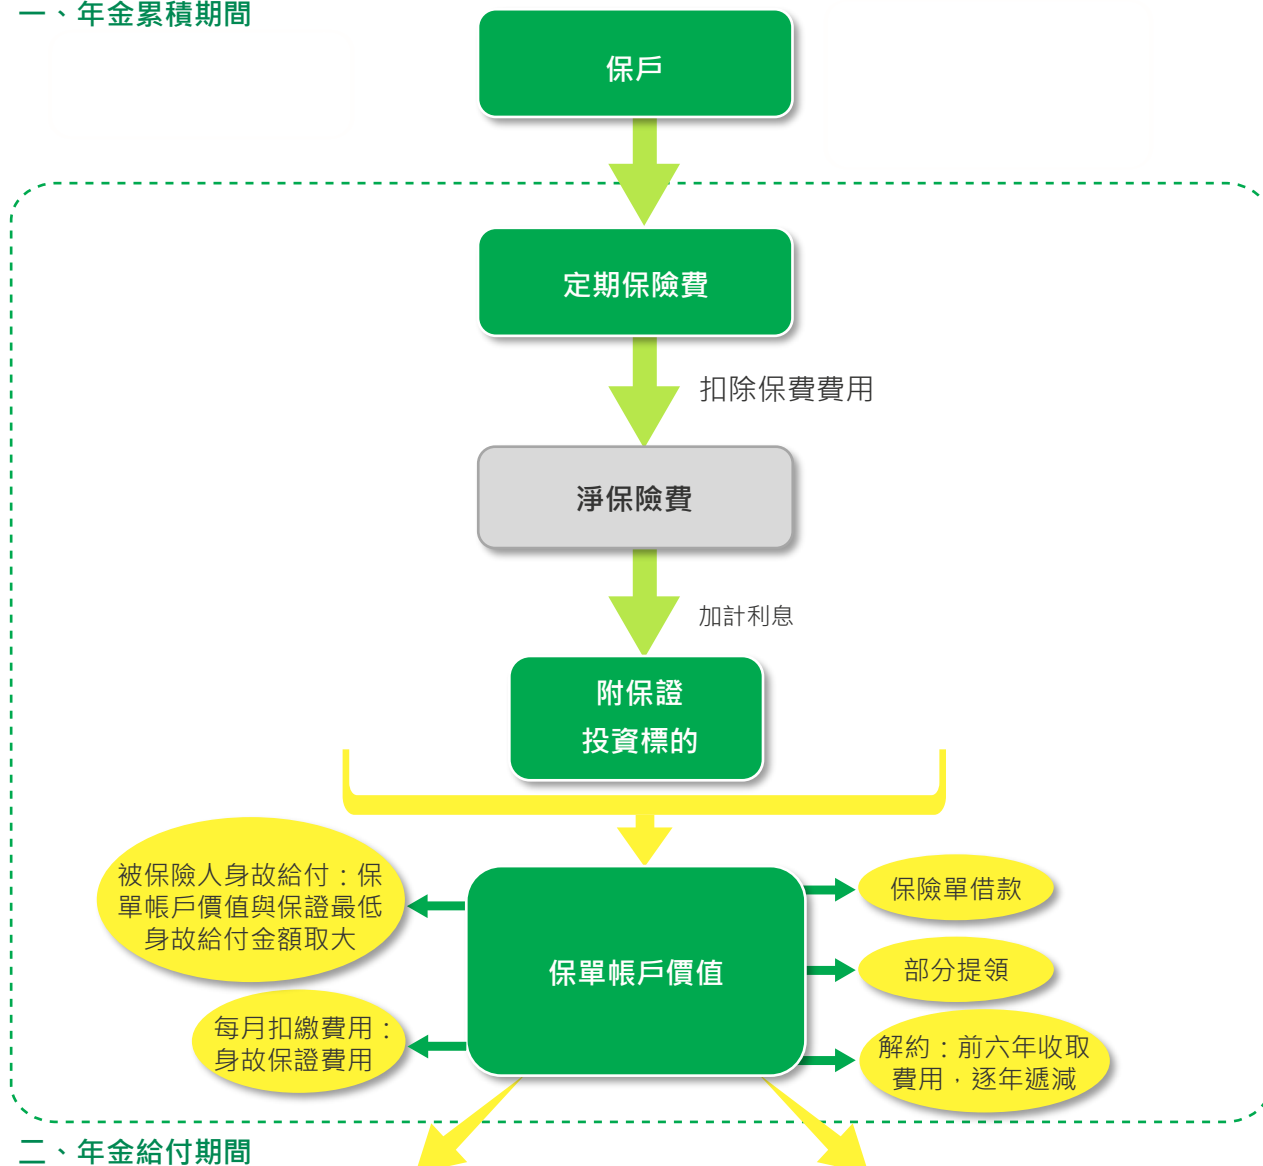 一、年金累積期間
保戶
定期保險費
扣除保費費用
淨保險費
加計利息
附保證
投資標的
被保險人身故給付：保
單帳戶價值與保證最低
身故給付金額取大
每月扣繳費用：
身故保證費用
保單帳戶價值
保險單借款
部分提領
解約：前六年收取
費用，逐年遞減
二、年金給付期間